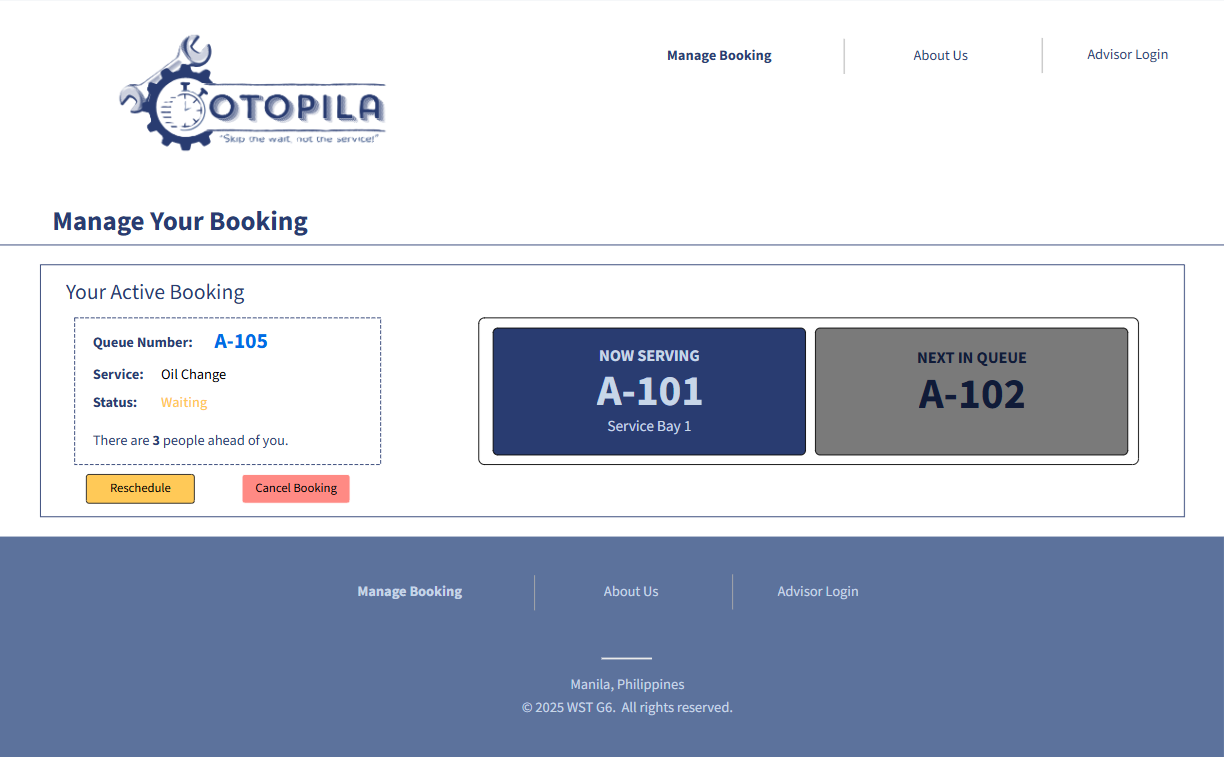 OTOPILA
"Skip the wait, not the service!"
Manage Booking
About Us
Advisor Login
Manage Your Booking
Your Active Booking
Queue Number: A-105
Service: Oil Change
Status: Waiting
There are 3 people ahead of you.
Reschedule
Cancel Booking
NOW SERVING
A-101
Service Bay 1
NEXT IN QUEUE
A-102
Manage Booking
About Us
Advisor Login
Manila, Philippines
© 2025 WST G6. All rights reserved.